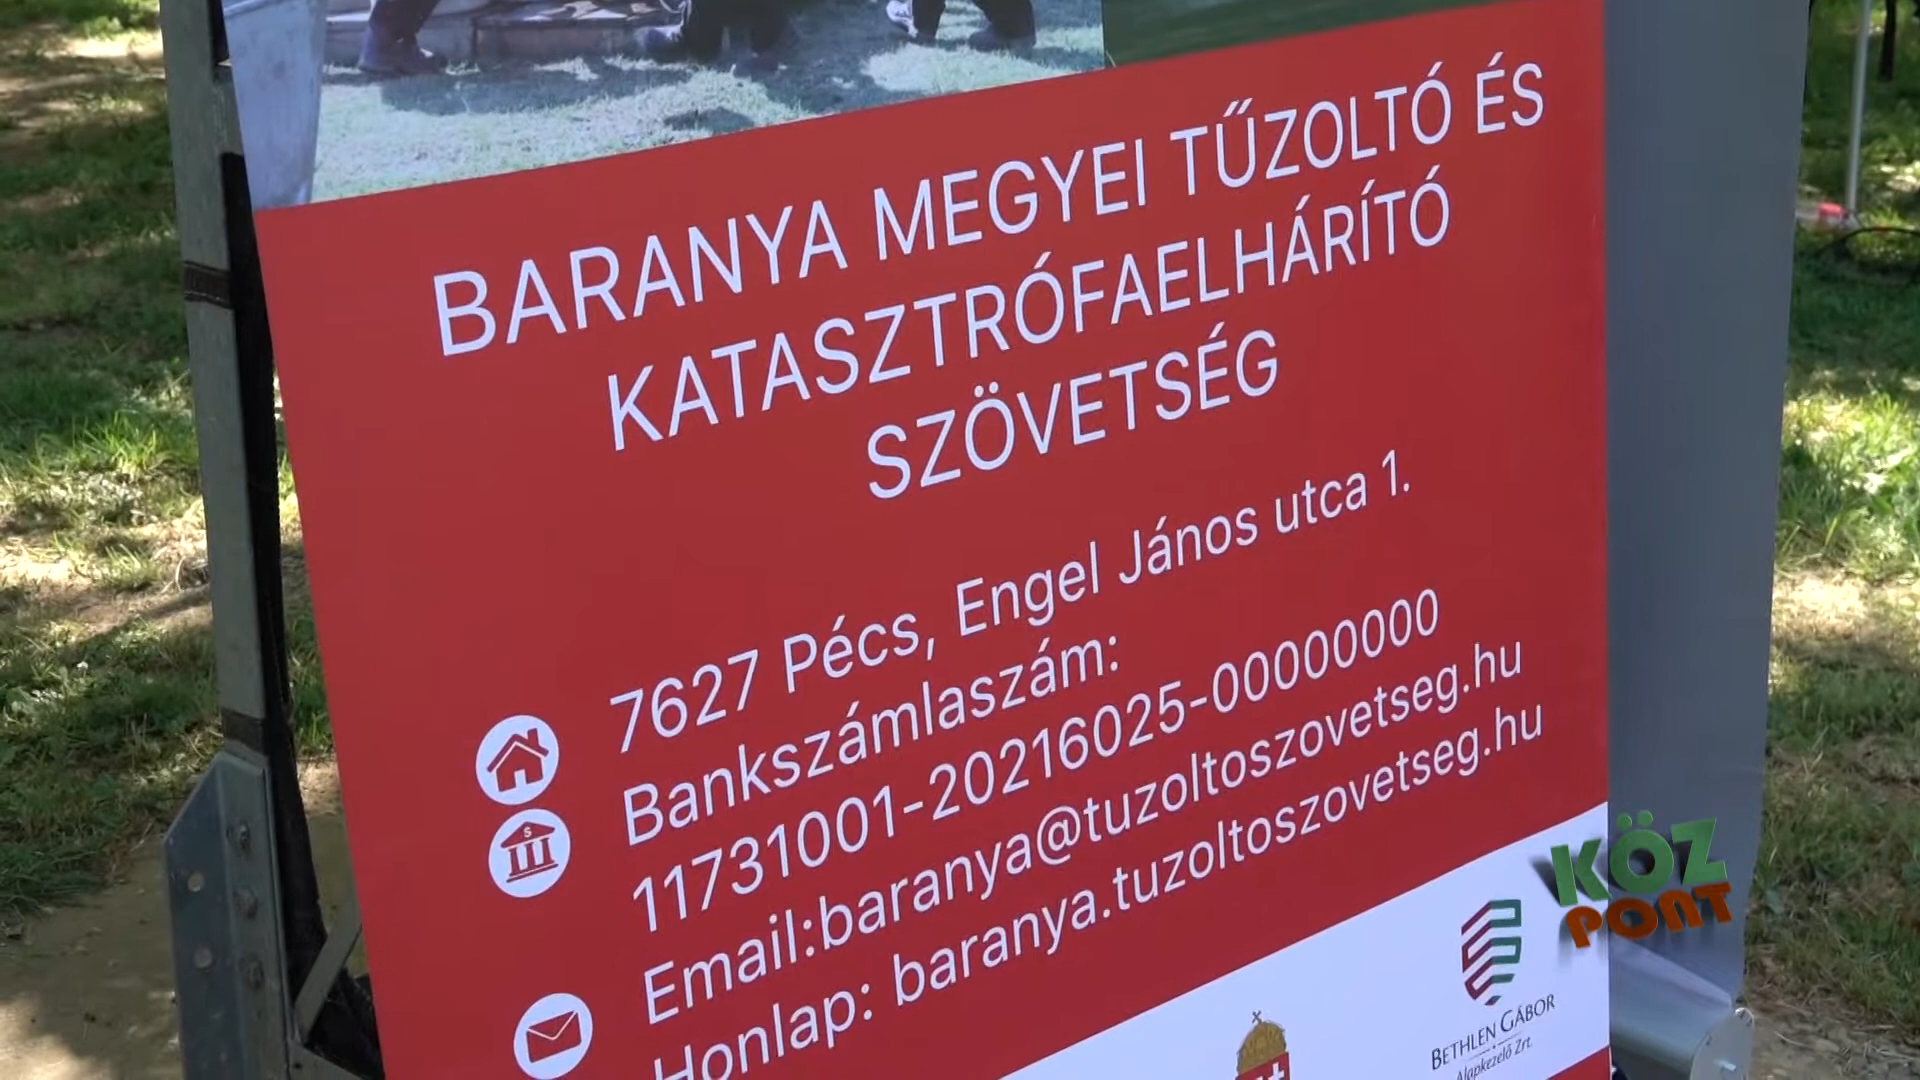 BARANYA MEGYEI TŰZOLTÓ ÉS
KATASZTRÓFAELHÁRÍTÓ
SZÖVETSÉG
7627 Pécs, Engel János utca 1.
Bankszámlaszám:
11731001-20216025-00000000
Email:baranya@tuzoltoszovetseg.hu
Honlap: baranya.tuzoltoszovetseg.hu
KÖZ
PONT
BETHLEN GÁBOR
Alapkezelő Zrt.